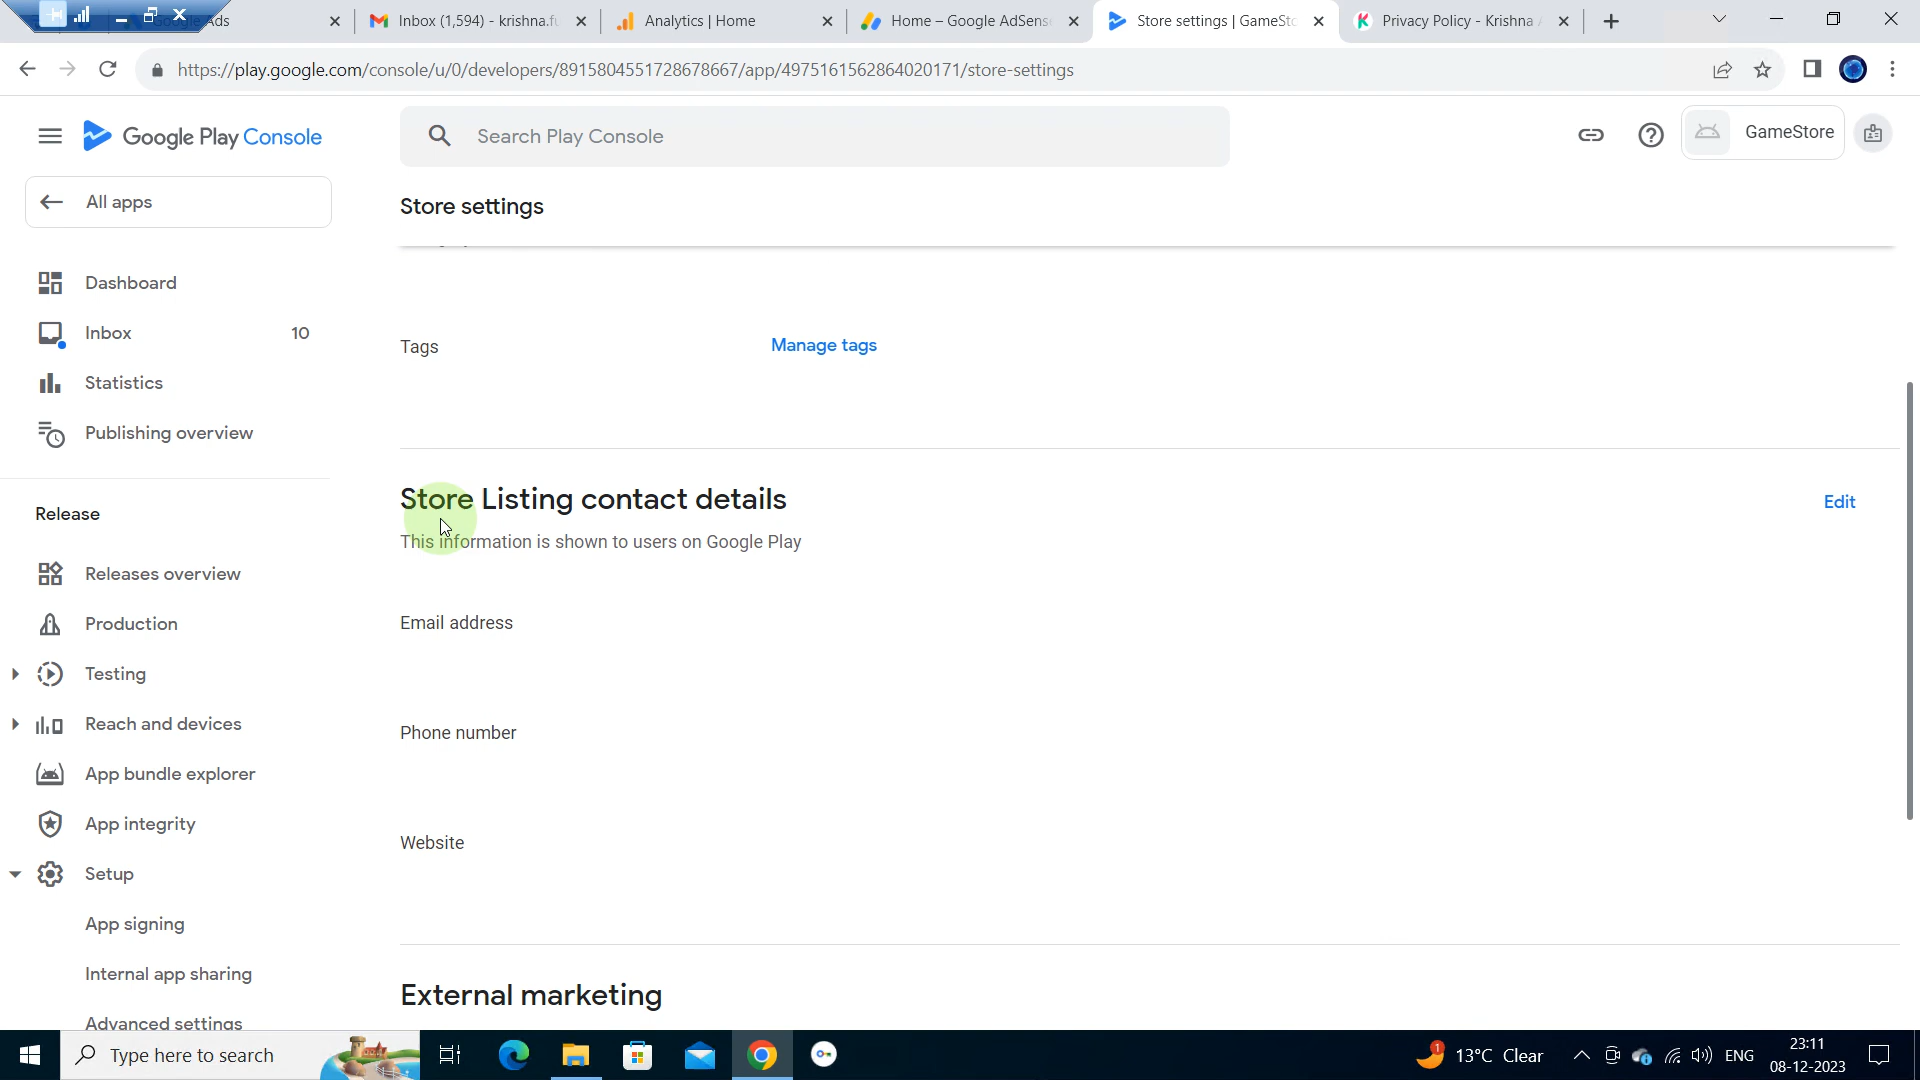 Ads
Inbox (1,594) - krishna.fu
Analytics | Home
Home – Google AdSense
Store settings | GameSto
Privacy Policy - Krishna
https://play.google.com/console/u/0/developers/8915804551728678667/app/4975161562864020171/store-settings
Google Play Console
Search Play Console
GameStore
All apps
Store settings
Dashboard
Inbox 10
Tags Manage tags
Statistics
Publishing overview
Release
Store Listing contact details Edit
This information is shown to users on Google Play
Releases overview
Production
Email address
Testing
Reach and devices
Phone number
App bundle explorer
App integrity
Website
Setup
App signing
Internal app sharing
External marketing
Advanced settings
Type here to search
13°C Clear
ENG
23:11
08-12-2023